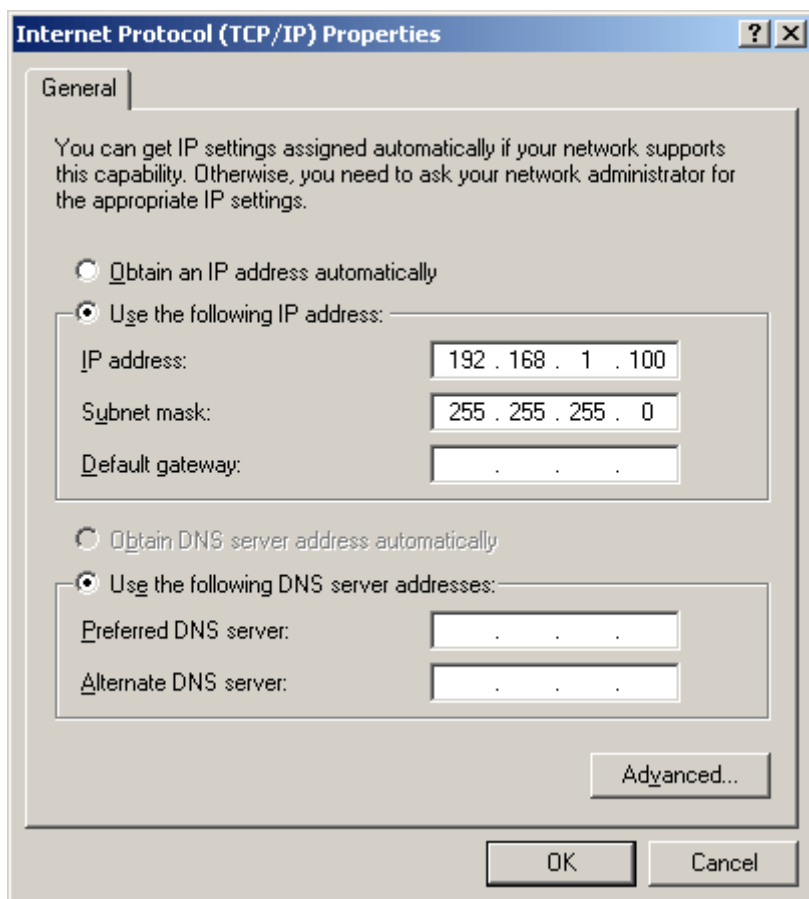 Internet Protocol (TCP/IP) Properties
General
You can get IP settings assigned automatically if your network supports
this capability. Otherwise, you need to ask your network administrator for
the appropriate IP settings.
Obtain an IP address automatically
Use the following IP address:
IP address: 192 . 168 . 1 . 100
Subnet mask: 255 . 255 . 255 . 0
Default gateway: . . .
Obtain DNS server address automatically
Use the following DNS server addresses:
Preferred DNS server: . . .
Alternate DNS server: . . .
Advanced...
OK Cancel